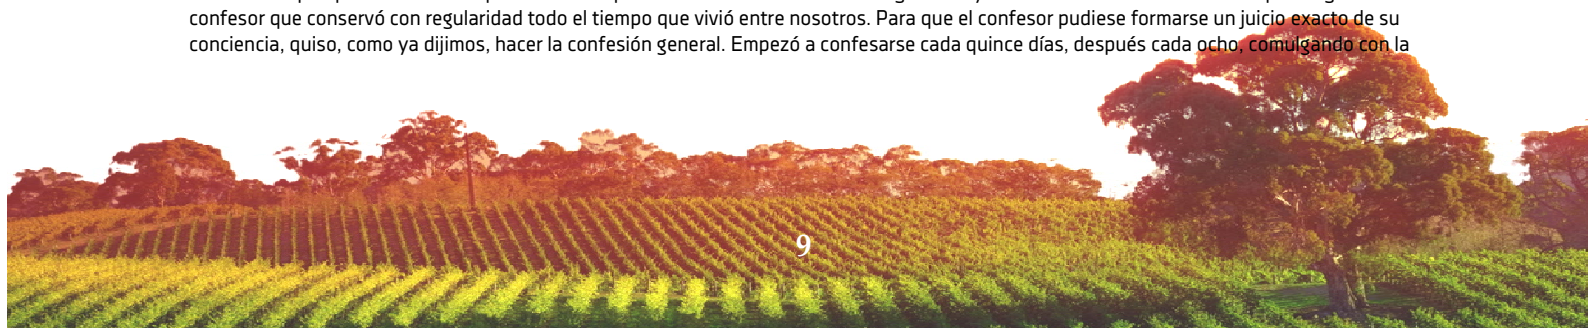 confesor que conservó con regularidad todo el tiempo que vivió entre nosotros. Para que el confesor pudiese formarse un juicio exacto de su
conciencia, quiso, como ya dijimos, hacer la confesión general. Empezó a confesarse cada quince días, después cada ocho, comulgando con la
9